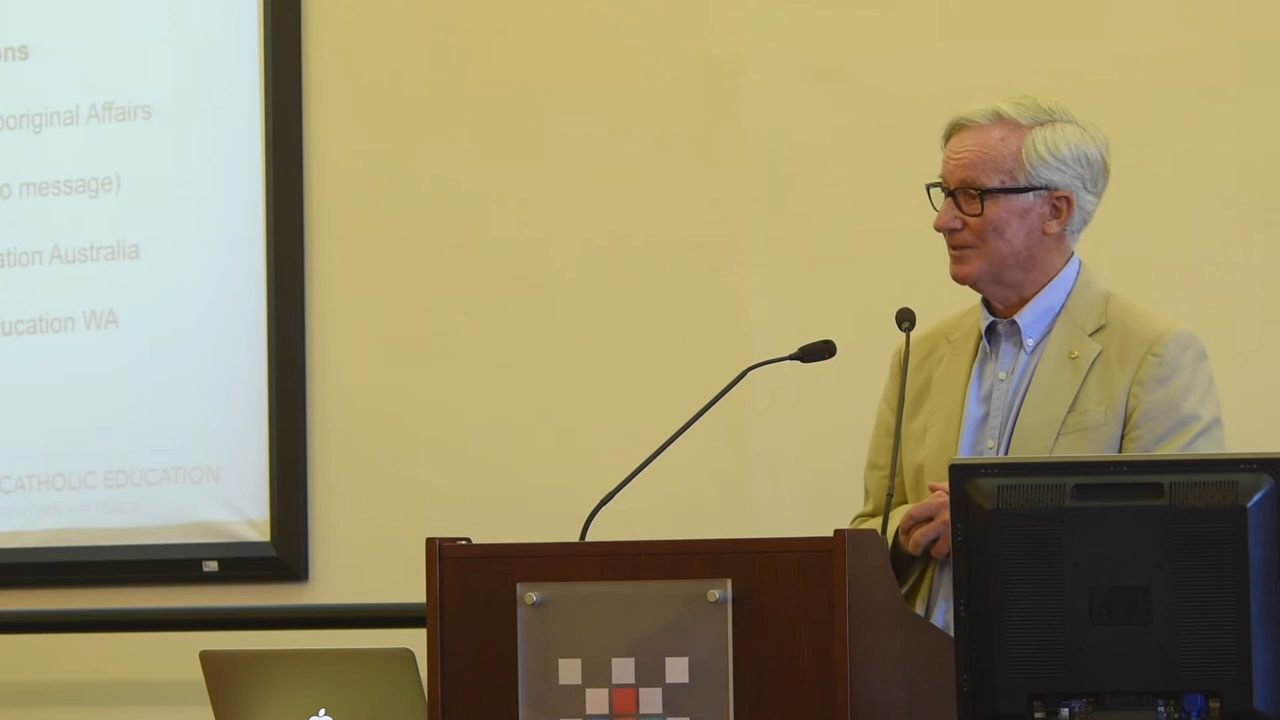 ons
boriginal Affairs
o message)
ation Australia
ucation WA
CATHOLIC EDUCATION